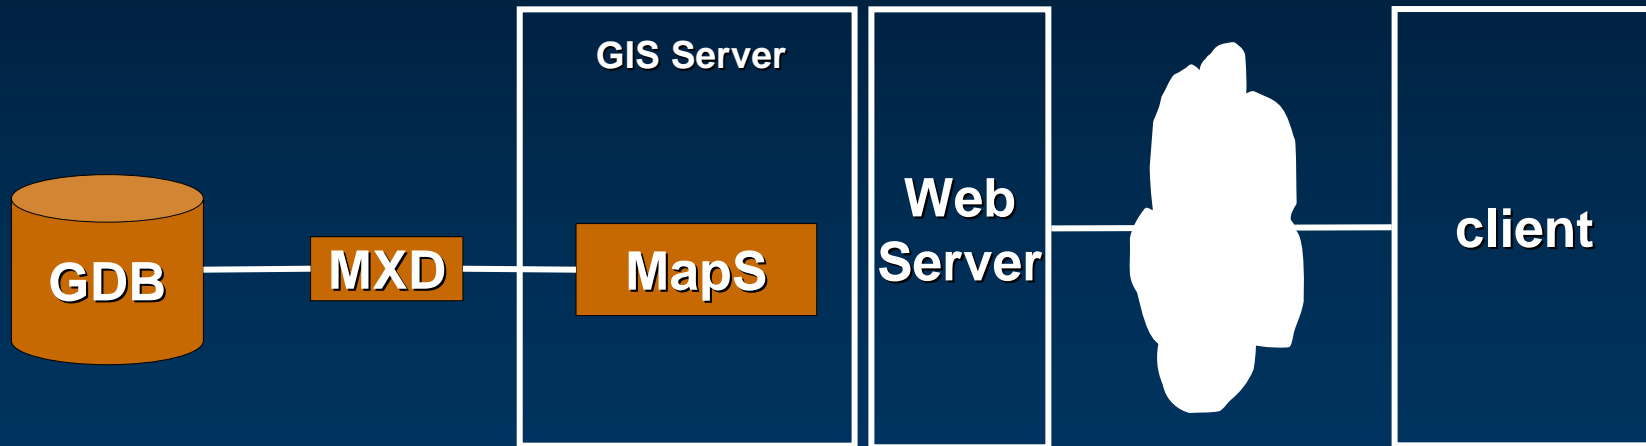 GIS Server
GDB
MXD
MapS
Web
Server
client